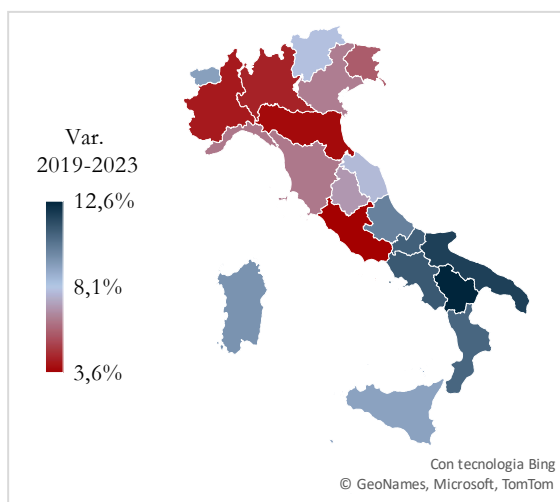 Var.
2019-2023
12,6%
8,1%
3,6%
Con tecnologia Bing
© GeoNames, Microsoft, TomTom